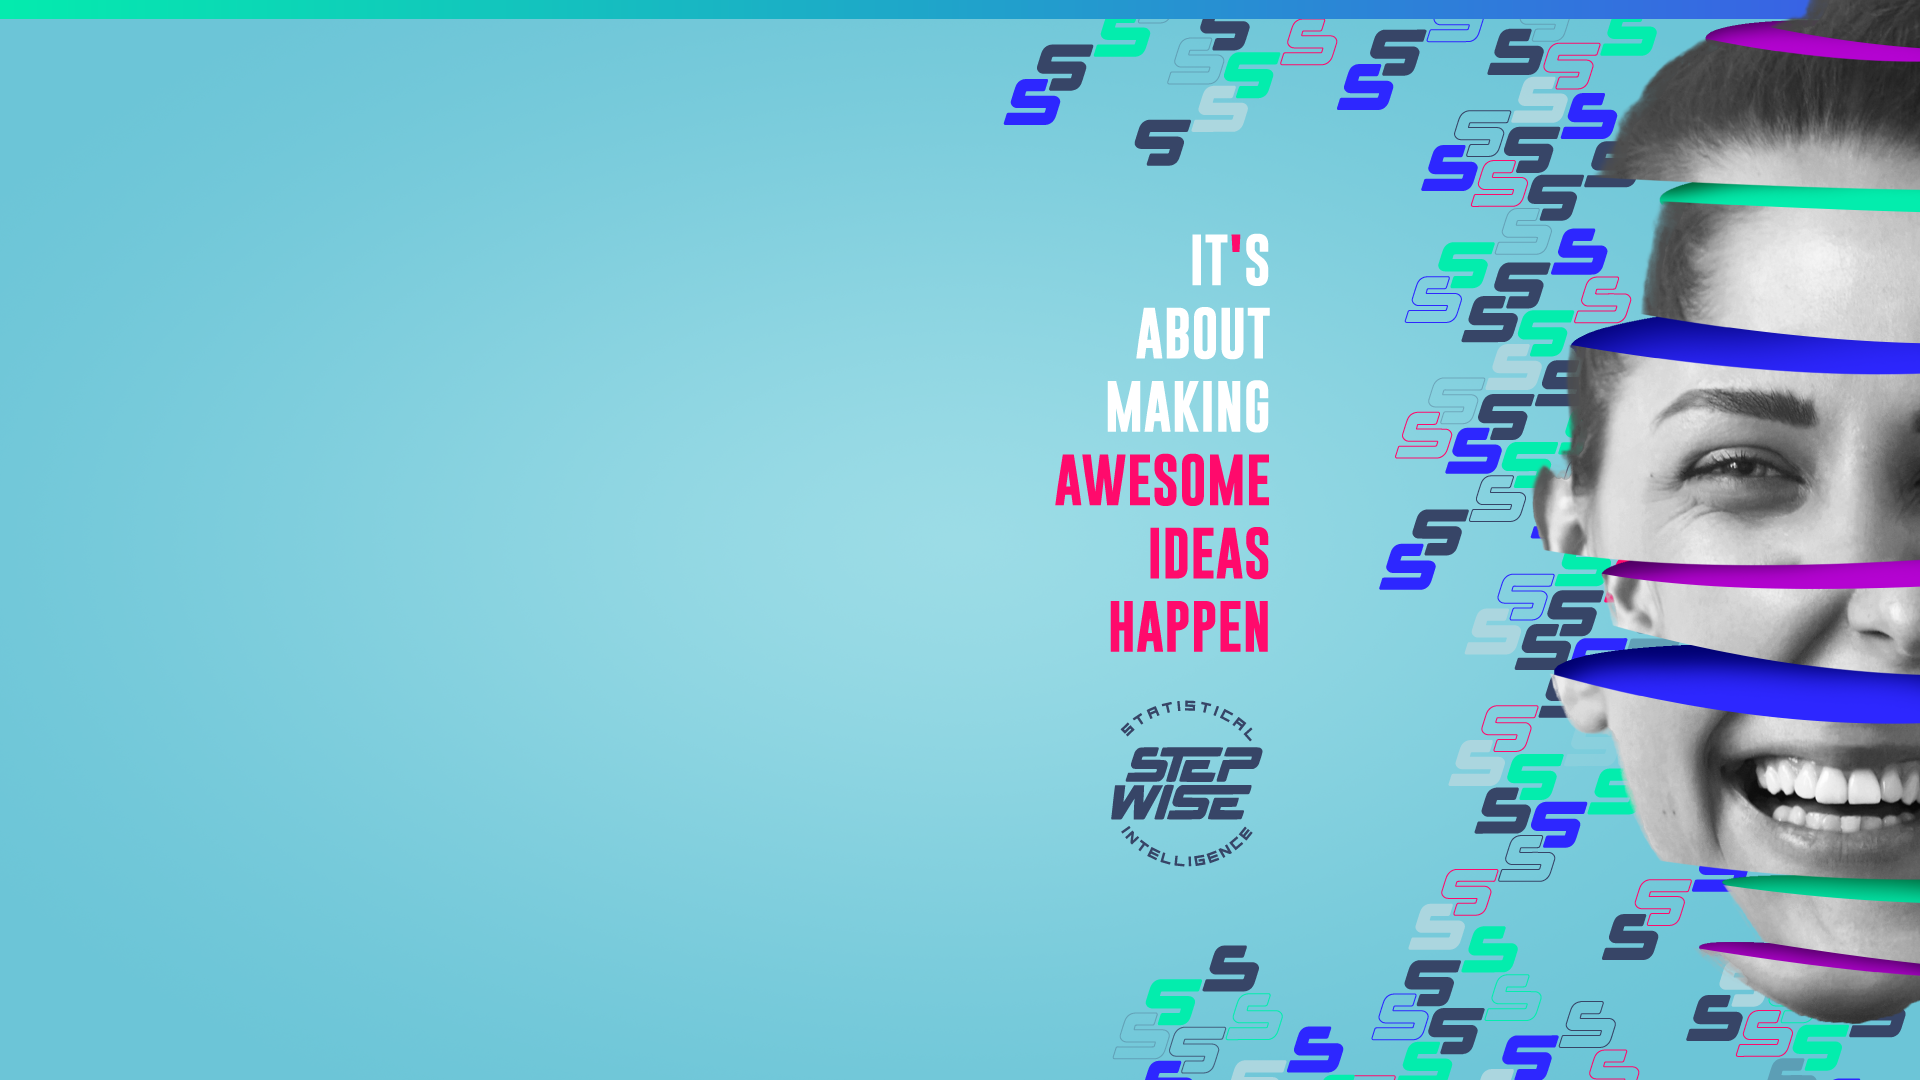 IT'S
ABOUT
MAKING
AWESOME
IDEAS
HAPPEN
STATISTICAL
STEP
WISE
INTELLIGENCE